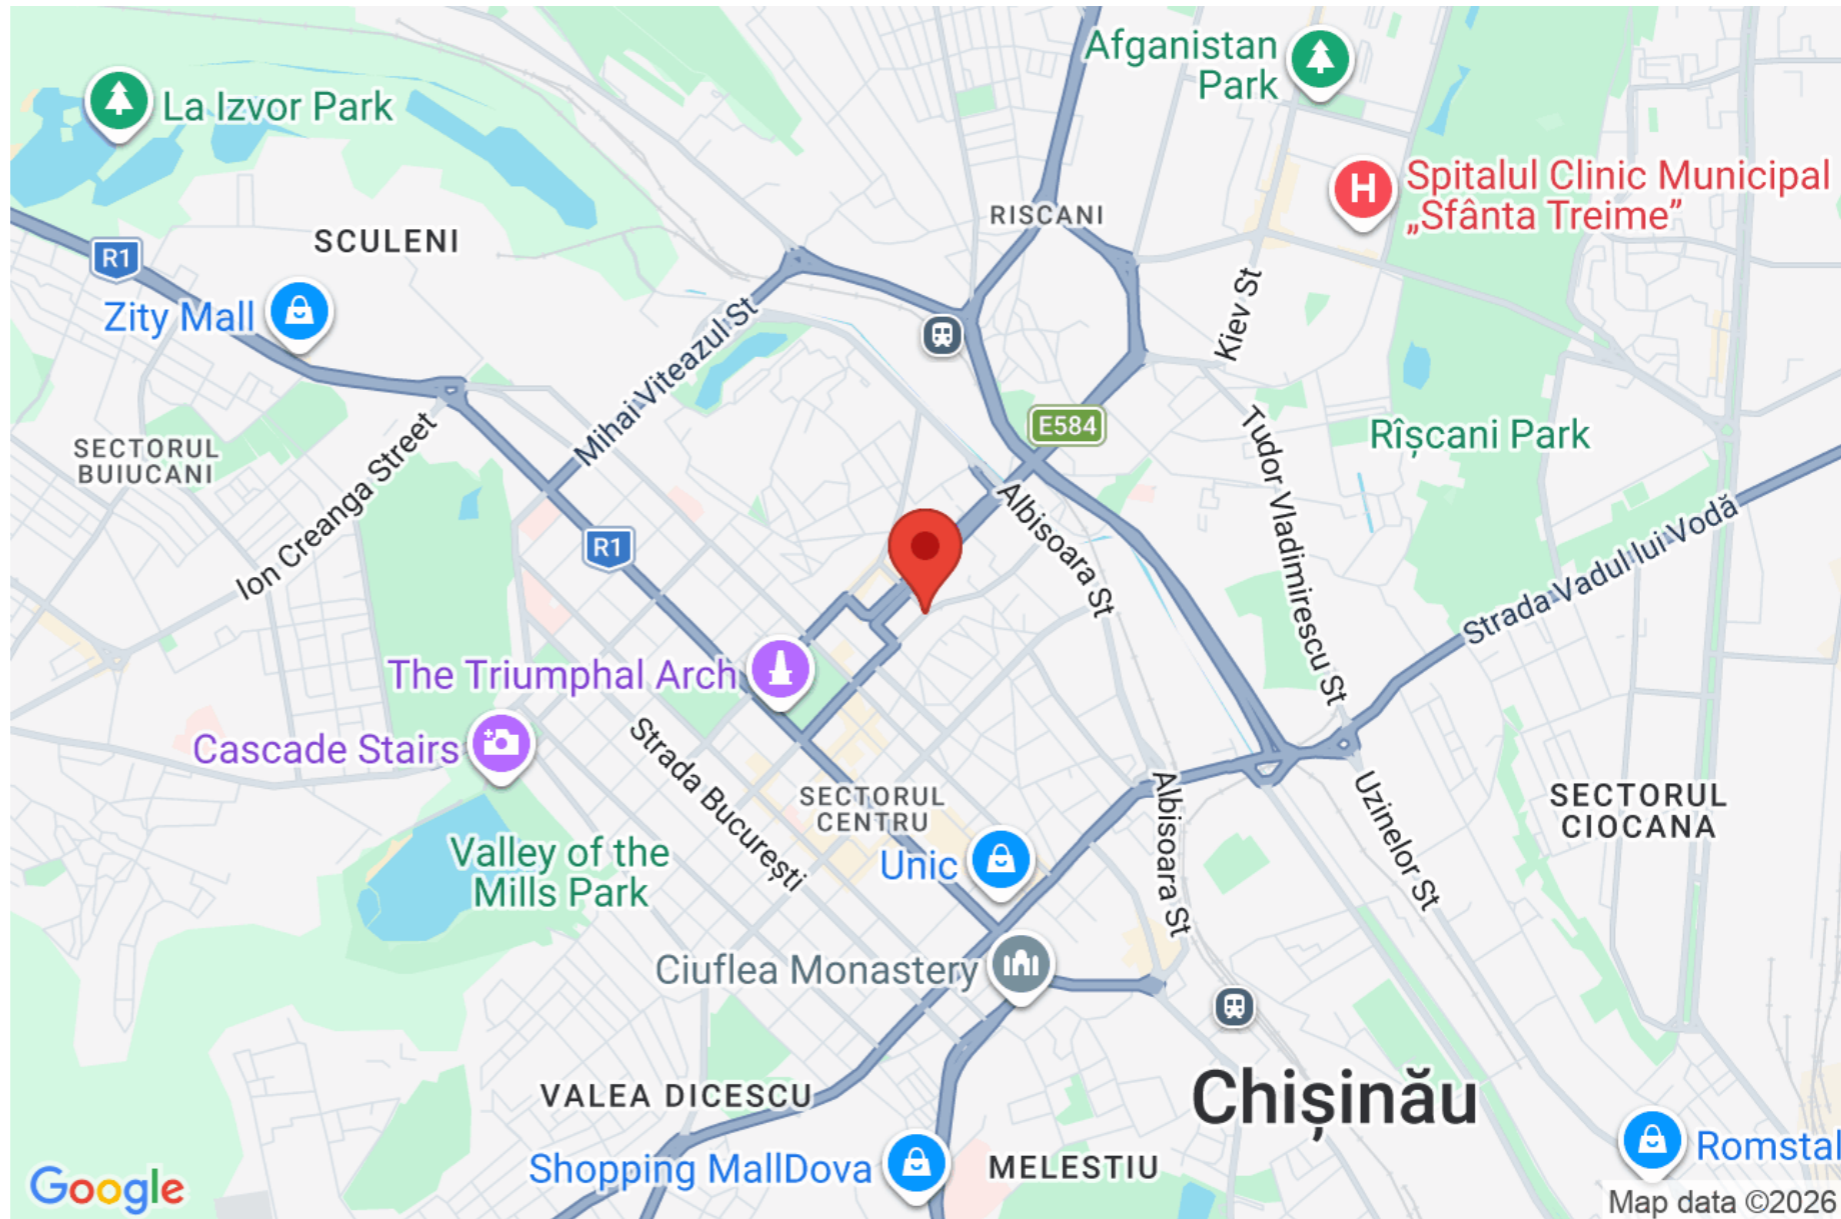 Afganistan
Park
La Izvor Park
H
Spitalul Clinic Municipal
„Sfânta Treime”
RISCANI
SCULENI
R1
Zity Mall
Kiev St
Mihai Viteazul St
E584
Rîșcani Park
SECTORUL
BUIUCANI
Ion Creanga Street
Tudor Vladimirescu St
Albisoara St
Strada Vadul lui Vodă
R1
The Triumphal Arch
Cascade Stairs
Strada București
SECTORUL
CENTRU
Albisoara St
Uzinelor St
SECTORUL
CIOCANA
Valley of the
Mills Park
Unic
Ciuflea Monastery
VALEA DICESCU
Chișinău
Shopping MallDova
MELESTIU
Romstal
Google
Map data ©2026